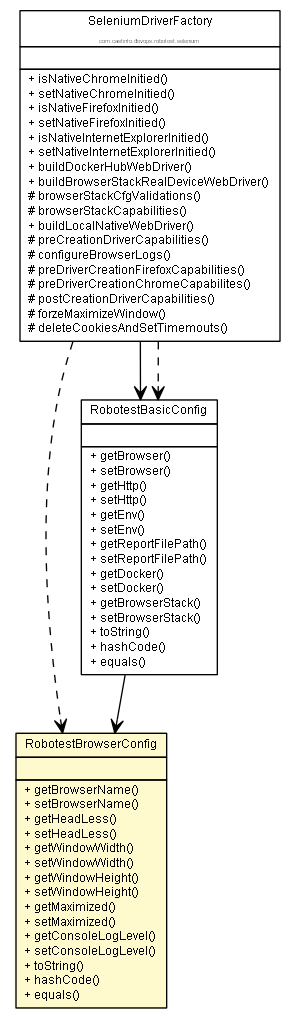 SeleniumDriverFactory
com.castinfo.devops.robotest.selenium
+ isNativeChromeInitied()
+ setNativeChromeInitied()
+ isNativeFirefoxInitied()
+ setNativeFirefoxInitied()
+ isNativeInternetExplorerInitied()
+ setNativeInternetExplorerInitied()
+ buildDockerHubWebDriver()
+ buildBrowserStackRealDeviceWebDriver()
# browserStackCfgValidations()
# browserStackCapabilities()
+ buildLocalNativeWebDriver()
# preCreationDriverCapabilities()
# configureBrowserLogs()
# preDriverCreationFirefoxCapabilities()
# preDriverCreationChromeCapabilites()
# postCreationDriverCapabilities()
# forzeMaximizeWindow()
# deleteCookiesAndSetTimemouts()
RobotestBasicConfig
+ getBrowser()
+ setBrowser()
+ getHttp()
+ setHttp()
+ getEnv()
+ setEnv()
+ getReportFilePath()
+ setReportFilePath()
+ getDocker()
+ setDocker()
+ getBrowserStack()
+ setBrowserStack()
+ toString()
+ hashCode()
+ equals()
RobotestBrowserConfig
+ getBrowserName()
+ setBrowserName()
+ getHeadLess()
+ setHeadLess()
+ getWindowWidth()
+ setWindowWidth()
+ getWindowHeight()
+ setWindowHeight()
+ getMaximized()
+ setMaximized()
+ getConsoleLogLevel()
+ setConsoleLogLevel()
+ toString()
+ hashCode()
+ equals()